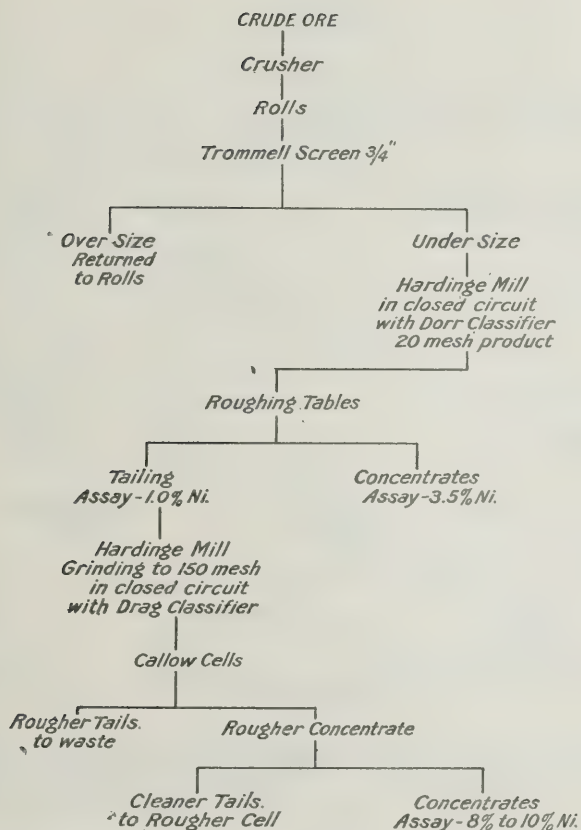 CRUDE ORE
Crusher
Rolls
Trommell Screen 3/4"
Over Size
Returned
to Rolls
Under Size
Hardinge Mill
in closed circuit
with Dorr Classifier
20 mesh product
Roughing Tables
Tailing
Assay-1.0% Ni.
Concentrates
Assay-3.5% Ni.
Hardinge Mill
Grinding to 150 mesh
in closed circuit
with Drag Classifier
Callow Cells
Rougher Tails.
to waste
Rougher Concentrate
Cleaner Tails.
to Rougher Cell
Concentrates
Assay-8% to 10% Ni.